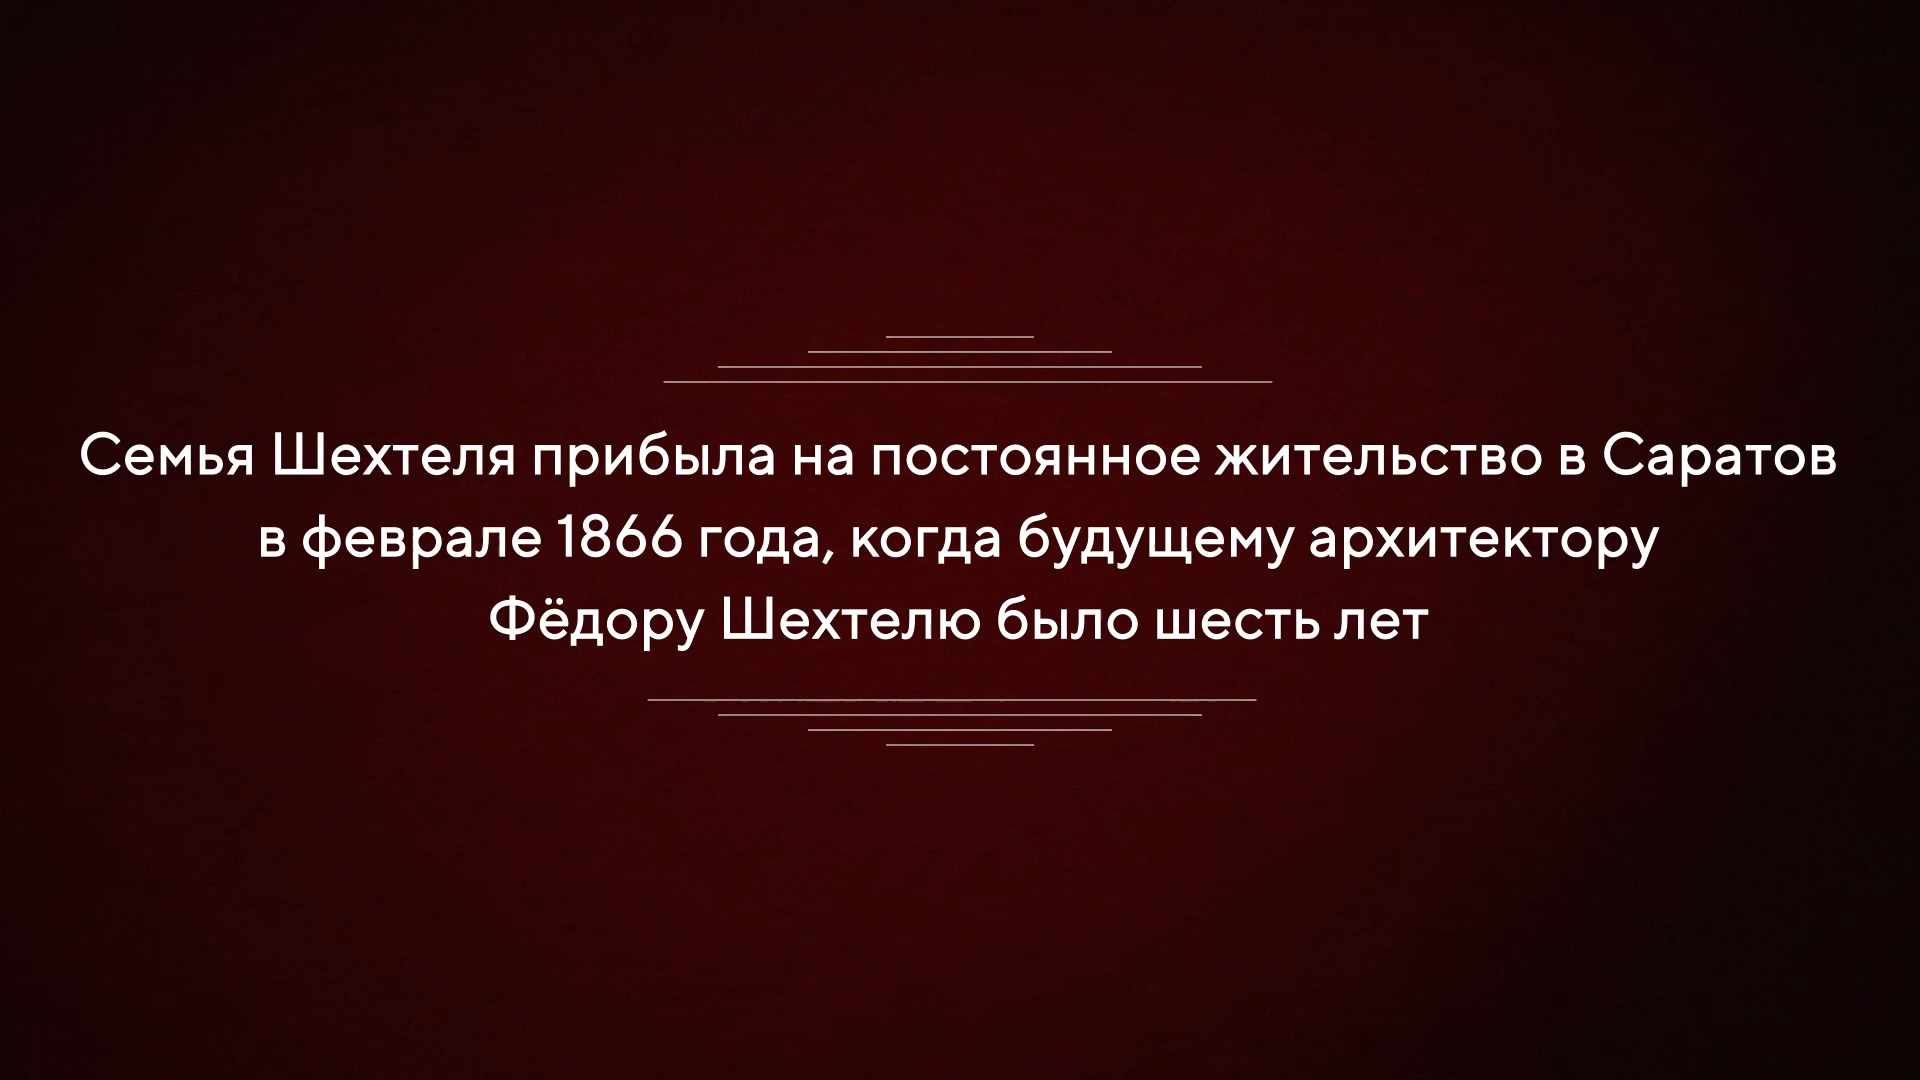 Семья Шехтеля прибыла на постоянное жительство в Саратов
в феврале 1866 года, когда будущему архитектору
Фёдору Шехтелю было шесть лет